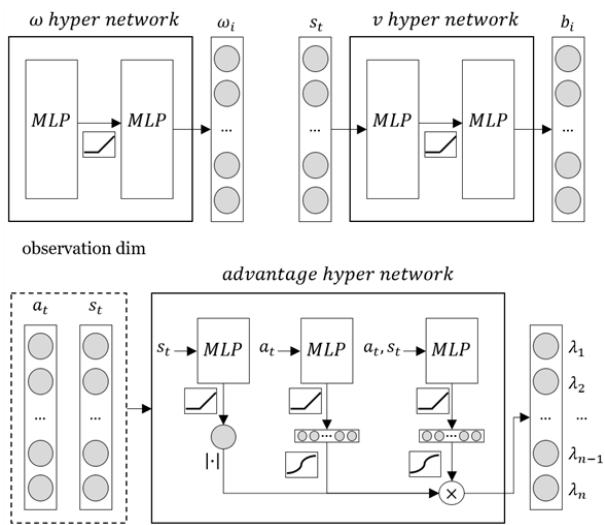 ω hyper network
ω_i
s_t
v hyper network
b_i
MLP
MLP
MLP
MLP
...
...
...
observation dim
advantage hyper network
a_t
s_t
s_t
MLP
a_t
MLP
a_t, s_t
MLP
λ_1
λ_2
...
...
...
...
...
...
|·|
×
λ_{n−1}
λ_n